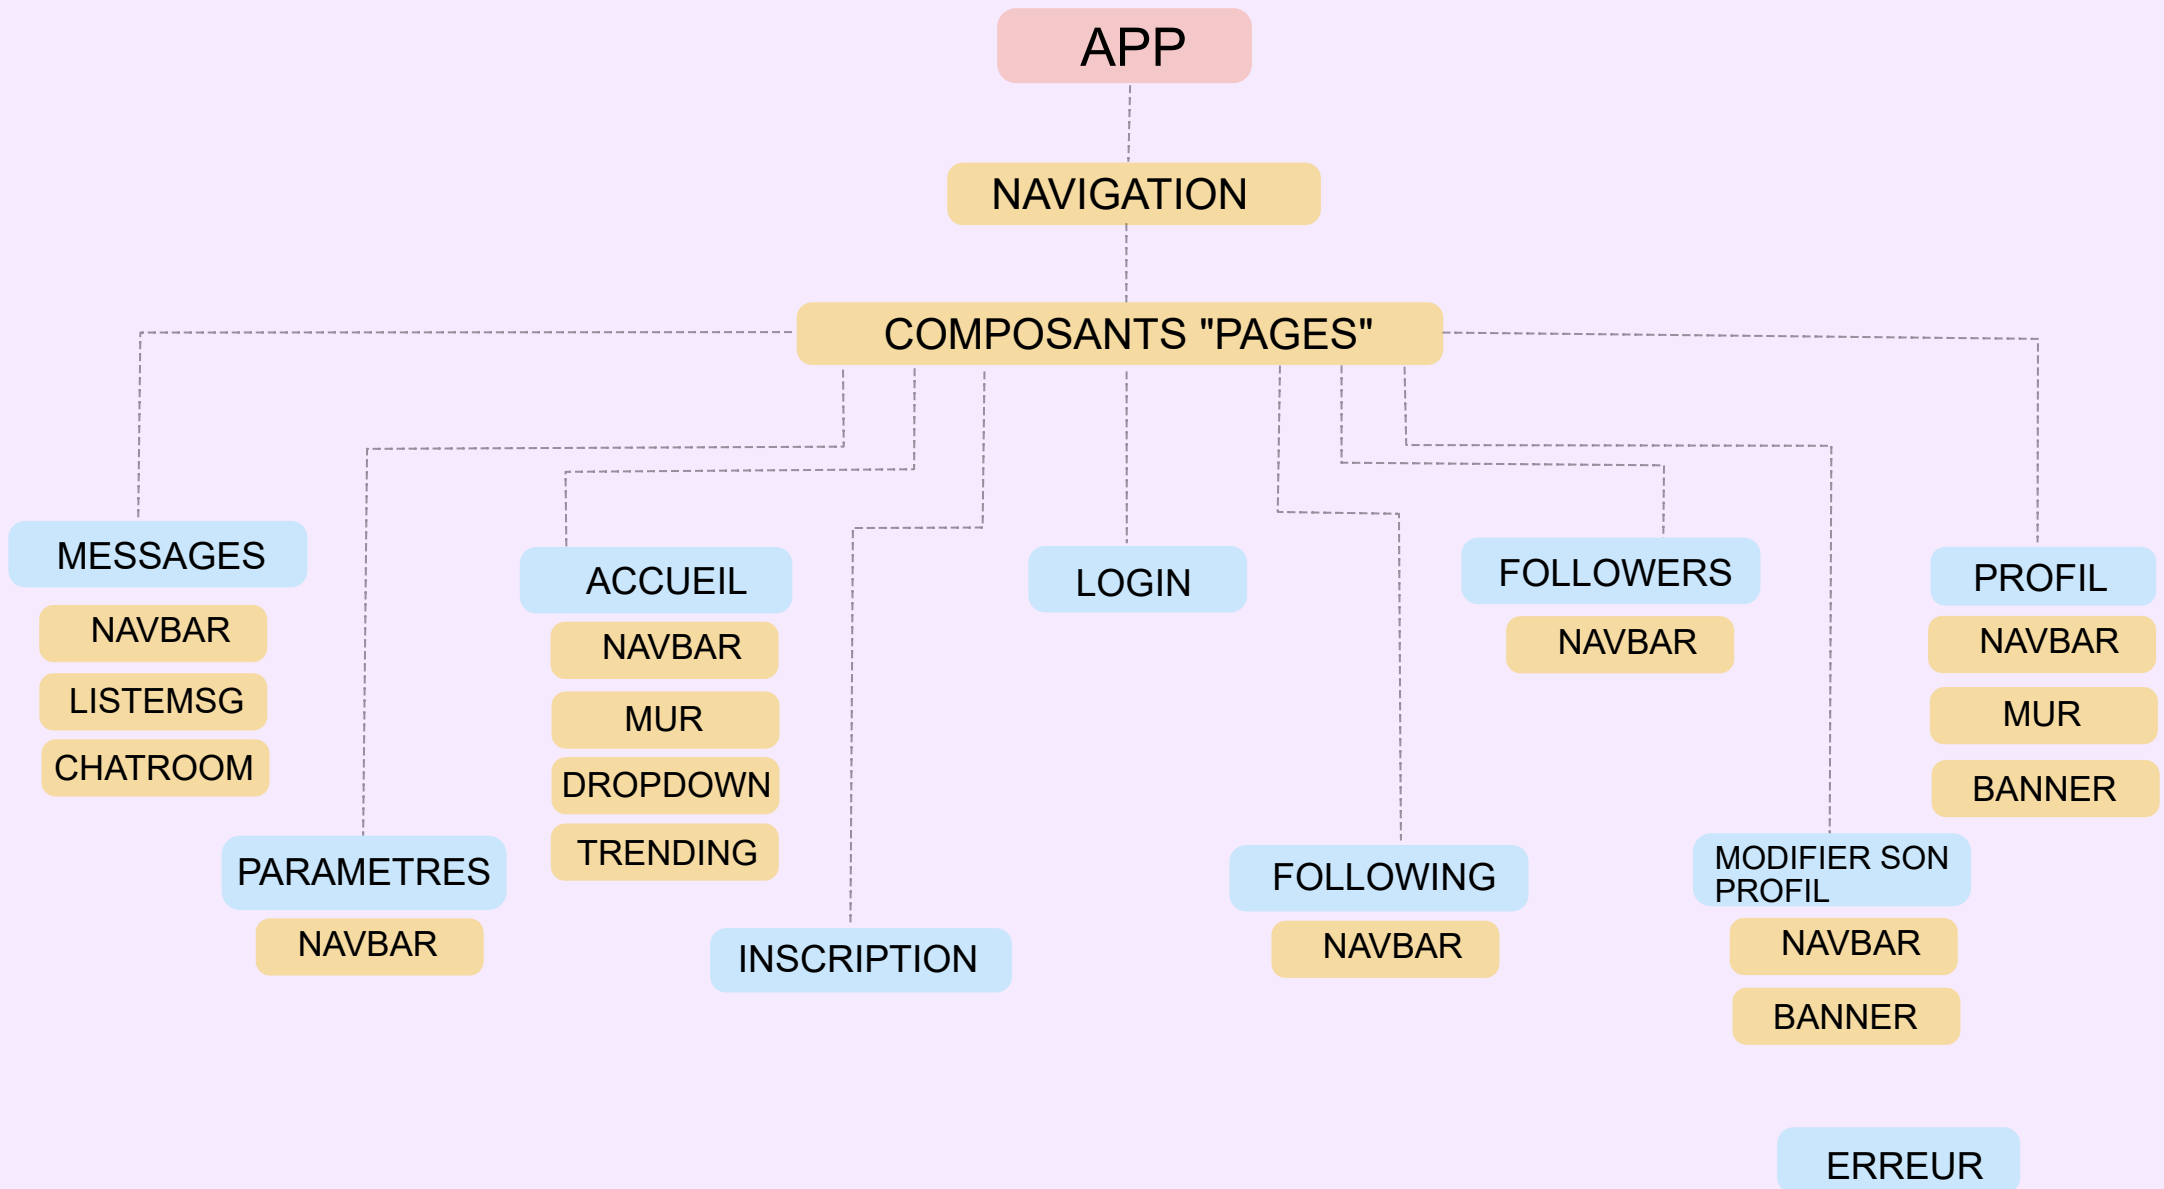 APP
NAVIGATION
COMPOSANTS "PAGES"
MESSAGES
NAVBAR
LISTEMSG
CHATROOM
PARAMETRES
NAVBAR
ACCUEIL
NAVBAR
MUR
DROPDOWN
TRENDING
INSCRIPTION
LOGIN
FOLLOWING
NAVBAR
FOLLOWERS
NAVBAR
MODIFIER SON
PROFIL
NAVBAR
BANNER
PROFIL
NAVBAR
MUR
BANNER
ERREUR